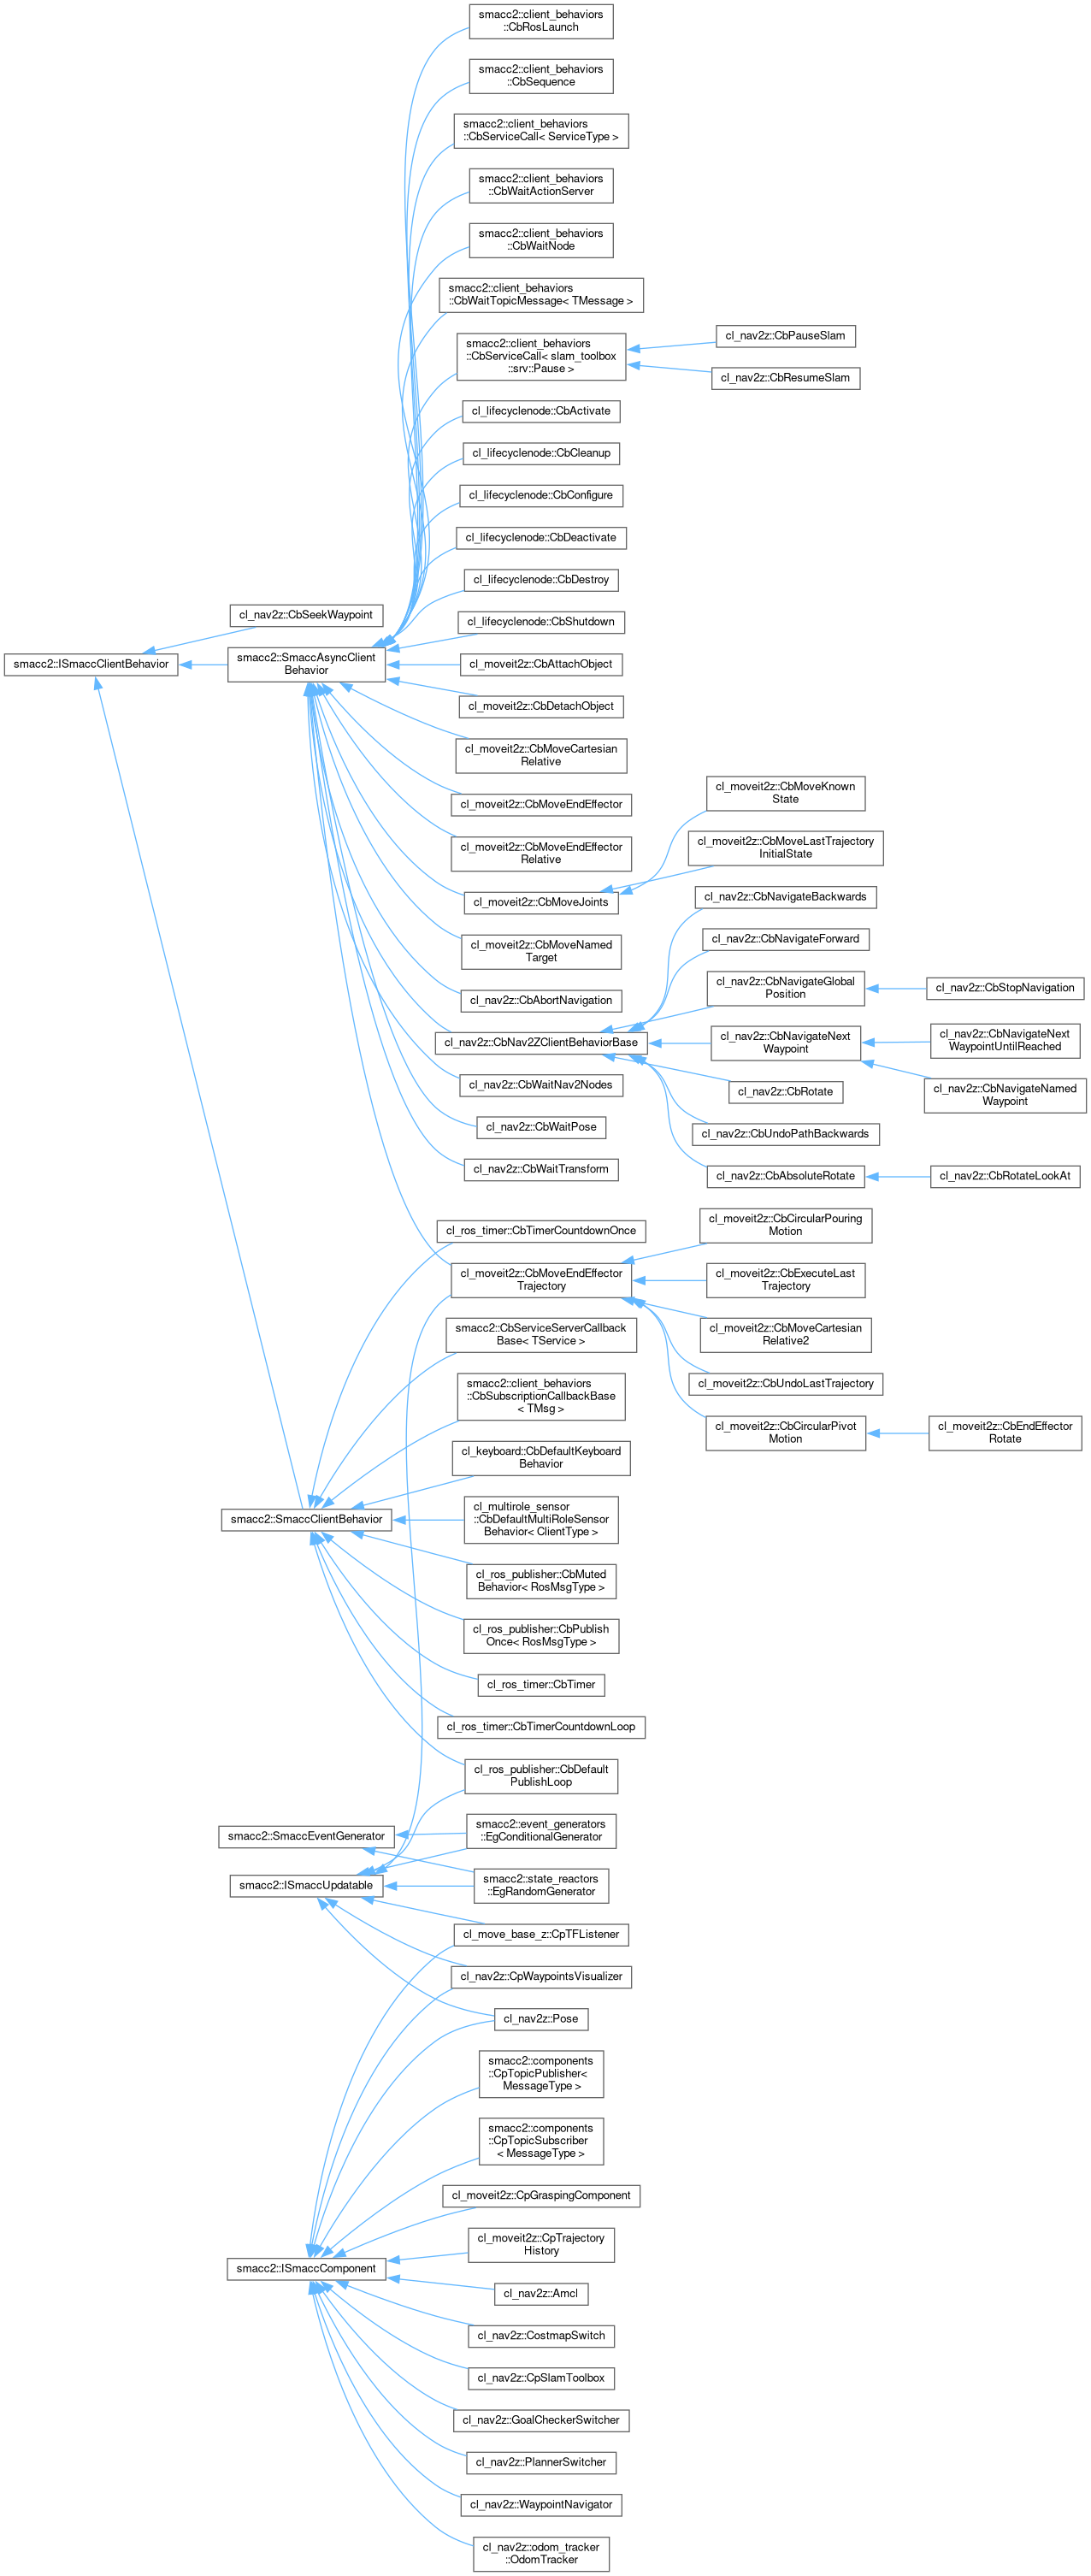 smacc2::client_behaviors
::CbRosLaunch
smacc2::client_behaviors
::CbSequence
smacc2::client_behaviors
::CbServiceCall< ServiceType >
smacc2::client_behaviors
::CbWaitActionServer
smacc2::client_behaviors
::CbWaitNode
smacc2::client_behaviors
::CbWaitTopicMessage< TMessage >
smacc2::client_behaviors
::CbServiceCall< slam_toolbox
::srv::Pause >
cl_nav2z::CbPauseSlam
cl_nav2z::CbResumeSlam
cl_lifecyclenode::CbActivate
cl_lifecyclenode::CbCleanup
cl_lifecyclenode::CbConfigure
cl_lifecyclenode::CbDeactivate
cl_lifecyclenode::CbDestroy
cl_nav2z::CbSeekWaypoint
cl_lifecyclenode::CbShutdown
smacc2::ISmaccClientBehavior
smacc2::SmaccAsyncClient
Behavior
cl_moveit2z::CbAttachObject
cl_moveit2z::CbDetachObject
cl_moveit2z::CbMoveCartesian
Relative
cl_moveit2z::CbMoveEndEffector
cl_moveit2z::CbMoveKnown
State
cl_moveit2z::CbMoveEndEffector
Relative
cl_moveit2z::CbMoveLastTrajectory
InitialState
cl_moveit2z::CbMoveJoints
cl_nav2z::CbNavigateBackwards
cl_moveit2z::CbMoveNamed
Target
cl_nav2z::CbNavigateForward
cl_nav2z::CbAbortNavigation
cl_nav2z::CbNavigateGlobal
Position
cl_nav2z::CbStopNavigation
cl_nav2z::CbNav2ZClientBehaviorBase
cl_nav2z::CbNavigateNext
Waypoint
cl_nav2z::CbNavigateNext
WaypointUntilReached
cl_nav2z::CbWaitNav2Nodes
cl_nav2z::CbRotate
cl_nav2z::CbNavigateNamed
Waypoint
cl_nav2z::CbWaitPose
cl_nav2z::CbUndoPathBackwards
cl_nav2z::CbWaitTransform
cl_nav2z::CbAbsoluteRotate
cl_nav2z::CbRotateLookAt
cl_ros_timer::CbTimerCountdownOnce
cl_moveit2z::CbCircularPouring
Motion
cl_moveit2z::CbMoveEndEffector
Trajectory
cl_moveit2z::CbExecuteLast
Trajectory
smacc2::CbServiceServerCallback
Base< TService >
cl_moveit2z::CbMoveCartesian
Relative2
smacc2::client_behaviors
::CbSubscriptionCallbackBase
< TMsg >
cl_moveit2z::CbUndoLastTrajectory
cl_keyboard::CbDefaultKeyboard
Behavior
cl_moveit2z::CbCircularPivot
Motion
cl_moveit2z::CbEndEffector
Rotate
smacc2::SmaccClientBehavior
cl_multirole_sensor
::CbDefaultMultiRoleSensor
Behavior< ClientType >
cl_ros_publisher::CbMuted
Behavior< RosMsgType >
cl_ros_publisher::CbPublish
Once< RosMsgType >
cl_ros_timer::CbTimer
cl_ros_timer::CbTimerCountdownLoop
cl_ros_publisher::CbDefault
PublishLoop
smacc2::SmaccEventGenerator
smacc2::event_generators
::EgConditionalGenerator
smacc2::ISmaccUpdatable
smacc2::state_reactors
::EgRandomGenerator
cl_move_base_z::CpTFListener
cl_nav2z::CpWaypointsVisualizer
cl_nav2z::Pose
smacc2::components
::CpTopicPublisher<
MessageType >
smacc2::components
::CpTopicSubscriber
< MessageType >
cl_moveit2z::CpGraspingComponent
cl_moveit2z::CpTrajectory
History
smacc2::ISmaccComponent
cl_nav2z::Amcl
cl_nav2z::CostmapSwitch
cl_nav2z::CpSlamToolbox
cl_nav2z::GoalCheckerSwitcher
cl_nav2z::PlannerSwitcher
cl_nav2z::WaypointNavigator
cl_nav2z::odom_tracker
::OdomTracker